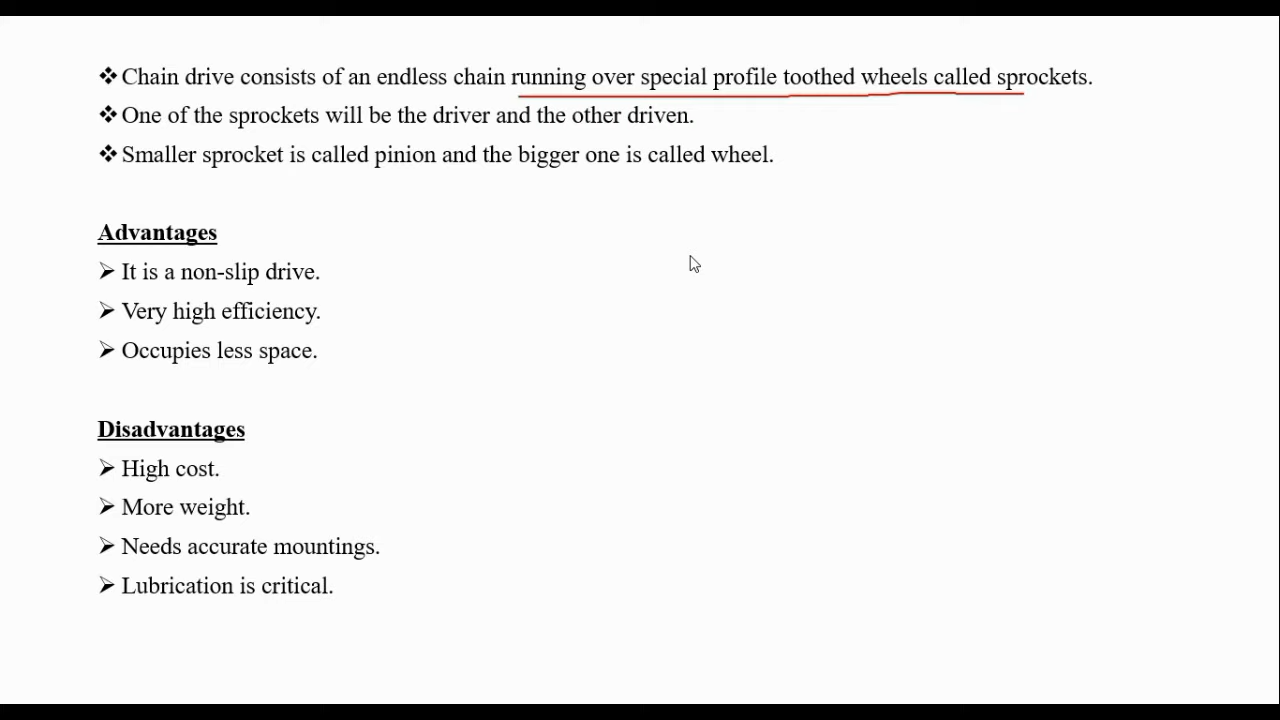 ❖ Chain drive consists of an endless chain running over special profile toothed wheels called sprockets.
❖ One of the sprockets will be the driver and the other driven.
❖ Smaller sprocket is called pinion and the bigger one is called wheel.
Advantages
➢ It is a non-slip drive.
➢ Very high efficiency.
➢ Occupies less space.
Disadvantages
➢ High cost.
➢ More weight.
➢ Needs accurate mountings.
➢ Lubrication is critical.